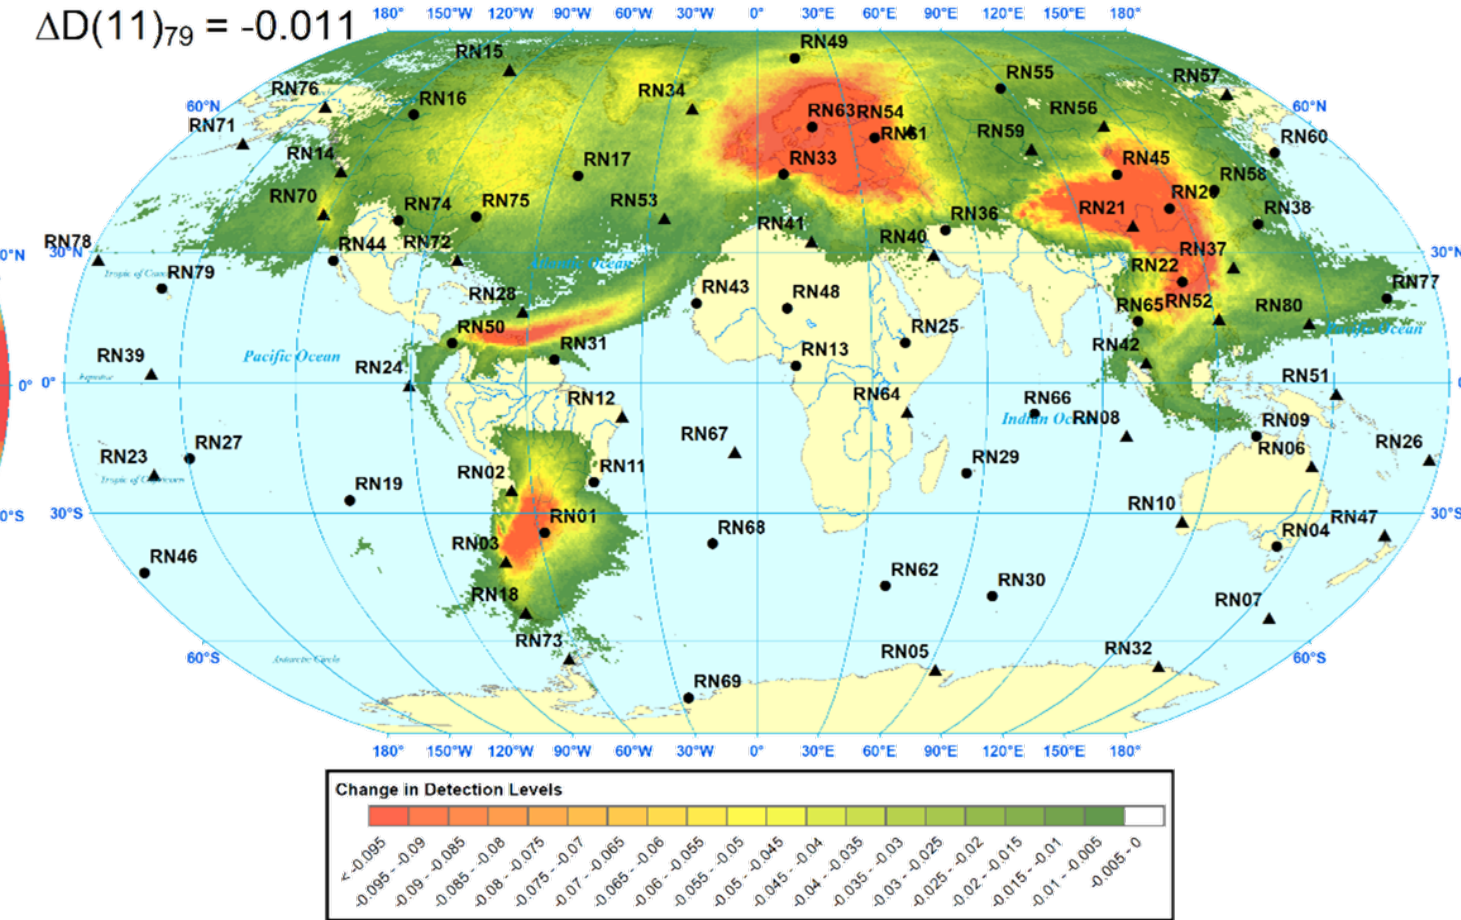 ΔD(11)79 = -0.011
180° 150°W 120°W 90°W 60°W 30°W 0° 30°E 60°E 90°E 120°E 150°E 180°
RN49
RN15
RN55
RN57
RN76
RN16
RN34
60°N
RN63
RN54
RN56
60°N
RN71
RN61
RN59
RN60
RN14
RN17
RN33
RN45
RN58
RN70
RN74
RN75
RN53
RN41
RN36
RN21
RN20
RN38
RN78
30°N
RN44
RN72
RN40
RN37
30°N
0°N
Atlantic Ocean
RN79
RN22
RN28
RN43
RN48
RN65
RN52
RN80
RN77
RN50
RN31
RN25
Pacific Ocean
RN39
Pacific Ocean
RN24
RN13
RN42
0°
0°
RN51
RN12
RN64
RN66
Indian Ocean
RN08
RN09
RN23
RN27
RN67
RN06
RN26
Tropic of Capricorn
RN02
RN11
RN29
RN19
0°S
30°S
RN01
RN10
RN47
30°S
RN03
RN68
RN04
RN46
RN62
RN30
RN18
RN07
RN73
60°S
Antarctic Circle
RN05
RN32
60°S
RN69
180° 150°W 120°W 90°W 60°W 30°W 0° 30°E 60°E 90°E 120°E 150°E 180°
Change in Detection Levels
< -0.095
-0.095 - -0.09
-0.09 - -0.085
-0.085 - -0.08
-0.08 - -0.075
-0.075 - -0.07
-0.07 - -0.065
-0.065 - -0.06
-0.06 - -0.055
-0.055 - -0.05
-0.05 - -0.045
-0.045 - -0.04
-0.04 - -0.035
-0.035 - -0.03
-0.03 - -0.025
-0.025 - -0.02
-0.02 - -0.015
-0.015 - -0.01
-0.01 - -0.005
-0.005 - 0